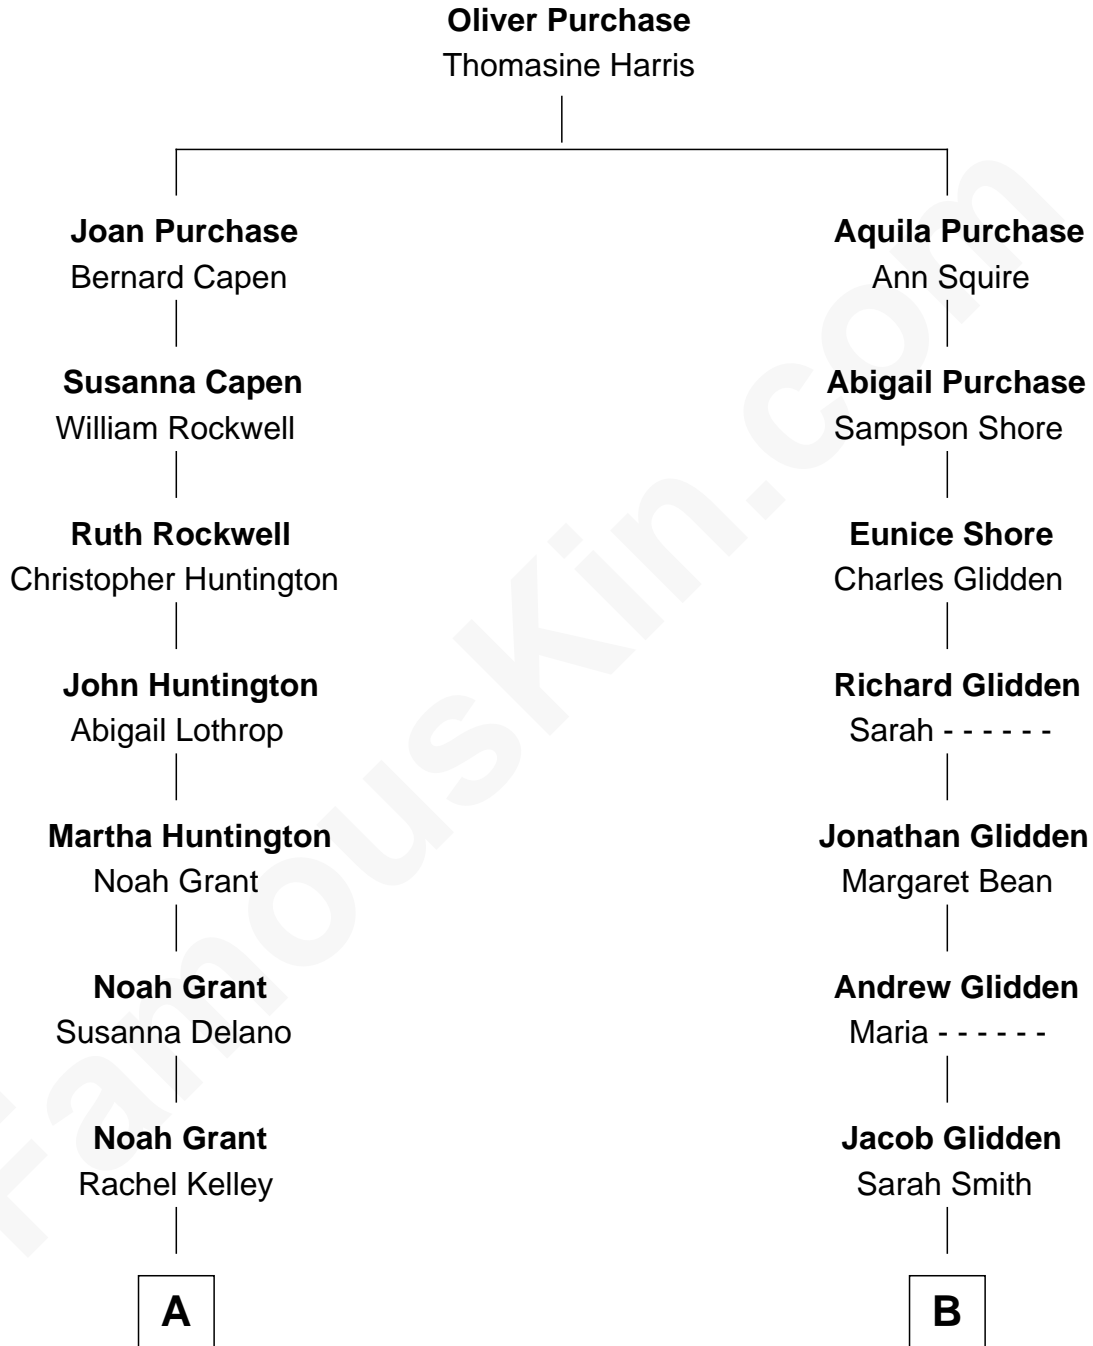 Oliver Purchase
Thomasine Harris
Joan Purchase
Bernard Capen
Susanna Capen
William Rockwell
Ruth Rockwell
Christopher Huntington
John Huntington
Abigail Lothrop
Martha Huntington
Noah Grant
Noah Grant
Susanna Delano
Noah Grant
Rachel Kelley
A
Aquila Purchase
Ann Squire
Abigail Purchase
Sampson Shore
Eunice Shore
Charles Glidden
Richard Glidden
Sarah - - - - - -
Jonathan Glidden
Margaret Bean
Andrew Glidden
Maria - - - - - -
Jacob Glidden
Sarah Smith
B
FamousKin.com